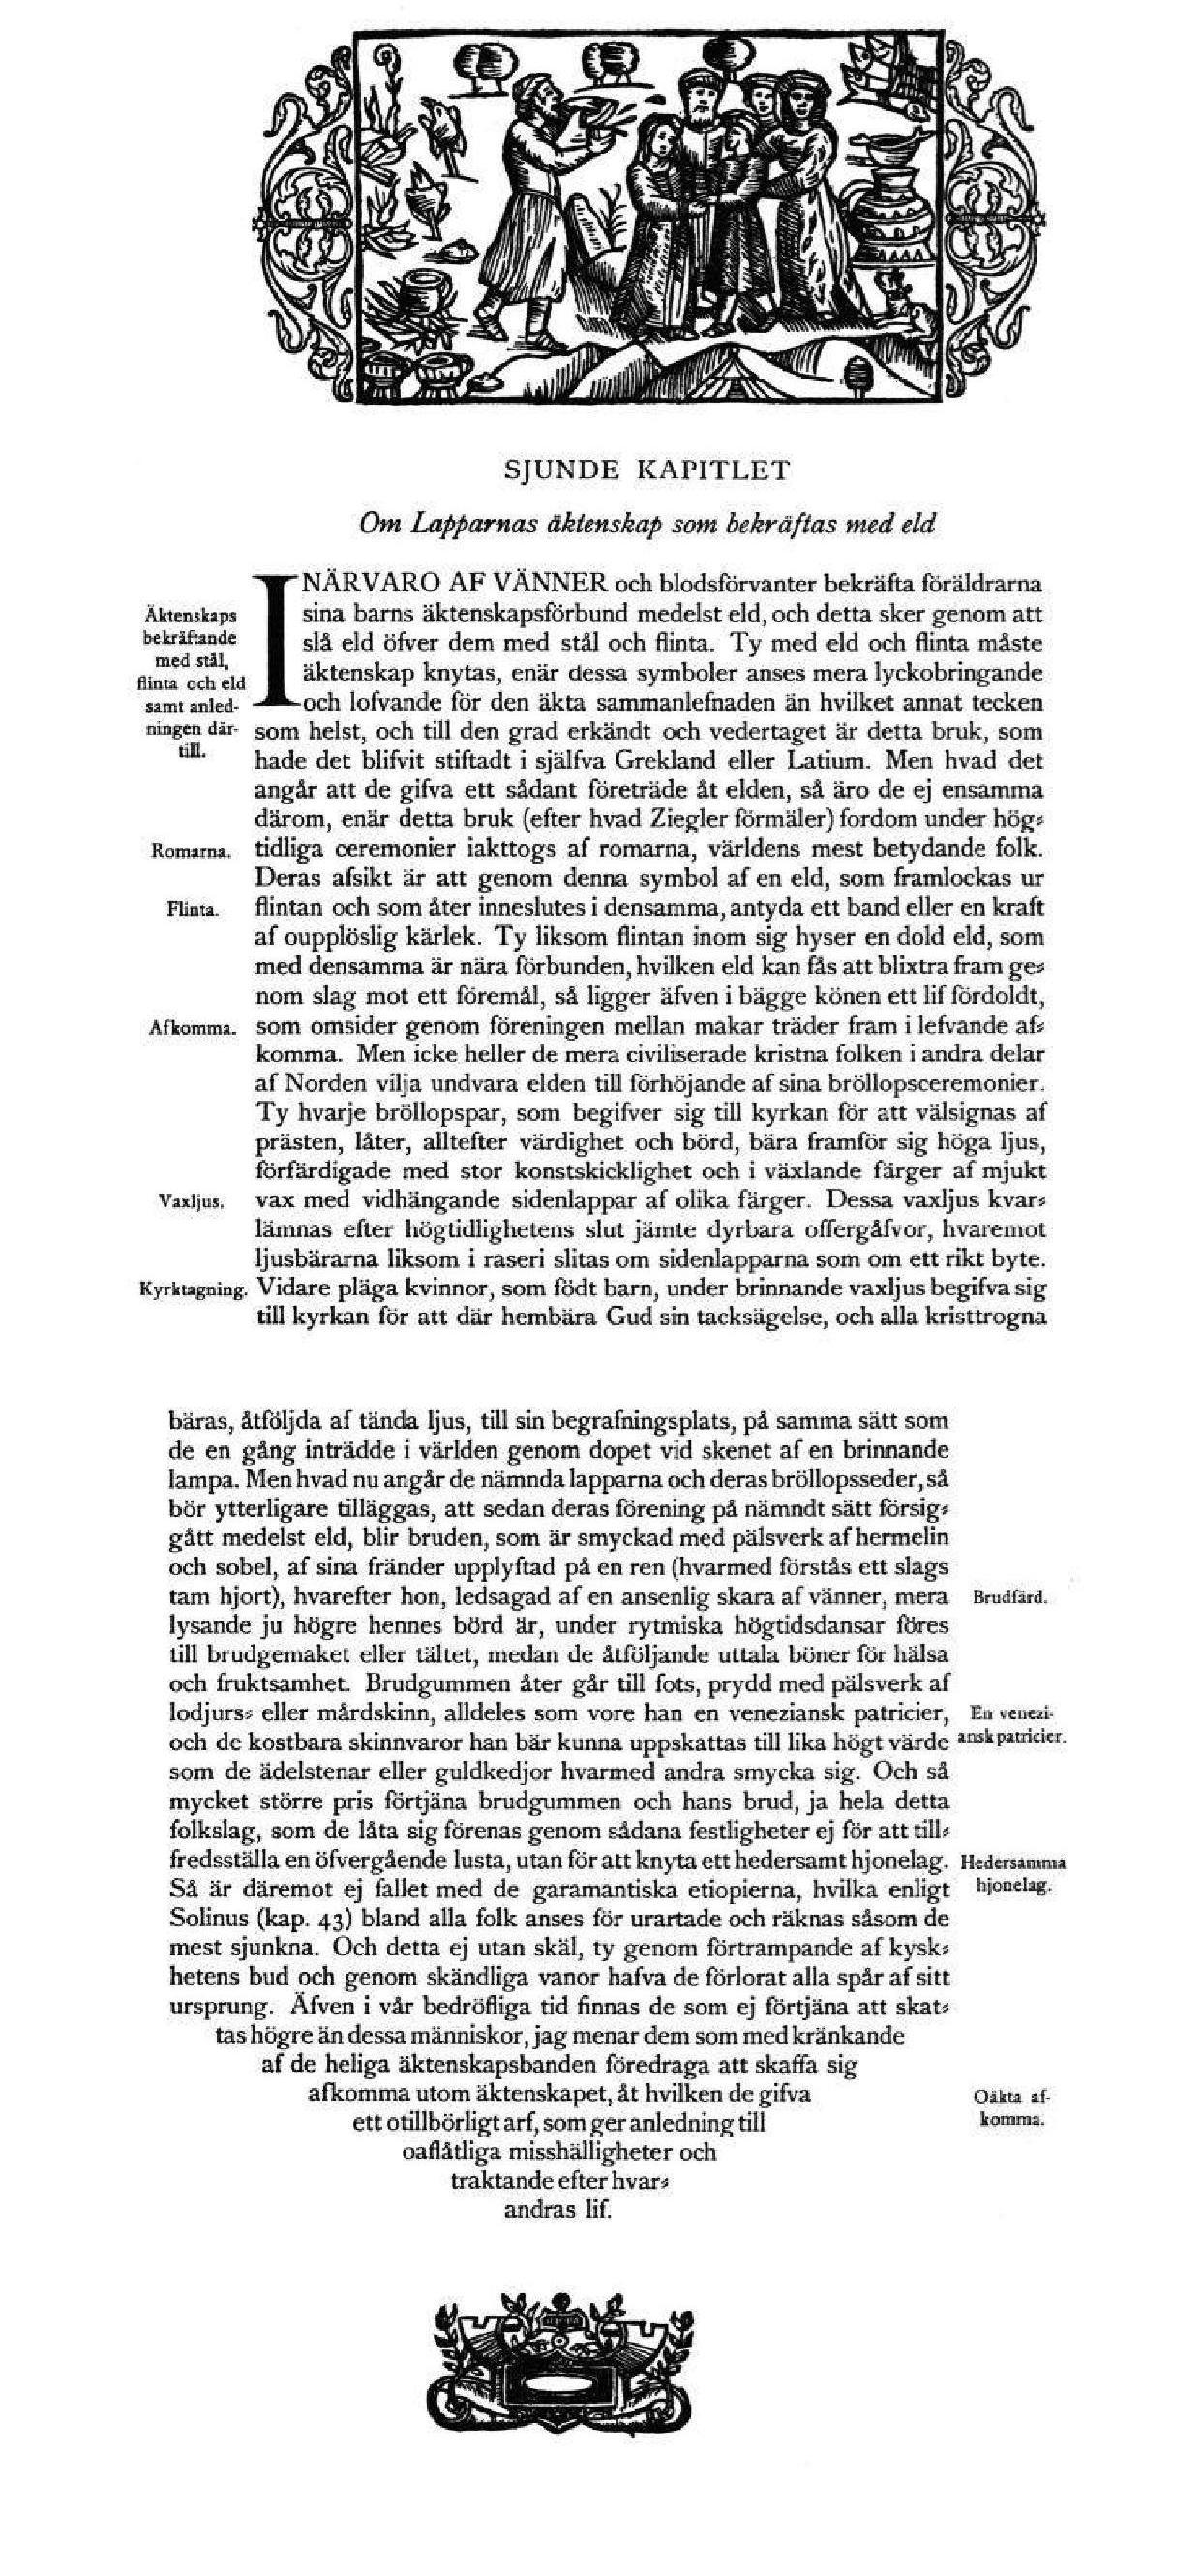 SJUNDE KAPITLET
Om Lapparnas äktenskap som bekräftas med eld
Äktenskaps
bekräftande
med stål,
flinta och eld
samt anled-
ningen där-
till.
I NÄRVARO AF VÄNNER och blodsförvanter bekräfta föräldrarna
sina barns äktenskapsförbund medelst eld, och detta sker genom att
slå eld öfver dem med stål och flinta. Ty med eld och flinta måste
äktenskap knytas, enär dessa symboler anses mera lyckobringande
och lofvande för den äkta sammanlefnaden än hvilket annat tecken
som helst, och till den grad erkändt och vedertaget är detta bruk, som
hade det blifvit stiftadt i själfva Grekland eller Latium. Men hvad det
angår att de gifva ett sådant företräde åt elden, så äro de ej ensamma
därom, enär detta bruk (efter hvad Ziegler förmäler) fordom under hög⸗
Romarna.
tidliga ceremonier iakttogs af romarna, världens mest betydande folk.
Deras afsikt är att genom denna symbol af en eld, som framlockas ur
Flinta.
flintan och som åter inneslutes i densamma, antyda ett band eller en kraft
af oupplöslig kärlek. Ty liksom flintan inom sig hyser en dold eld, som
med densamma är nära förbunden, hvilken eld kan fås att blixtra fram ge⸗
nom slag mot ett föremål, så ligger äfven i bägge könen ett lif fördoldt,
Afkomma.
som omsider genom föreningen mellan makar träder fram i lefvande af⸗
komma. Men icke heller de mera civiliserade kristna folken i andra delar
af Norden vilja undvara elden till förhöjande af sina bröllopsceremonier.
Ty hvarje bröllopspar, som begifver sig till kyrkan för att välsignas af
prästen, låter, alltefter värdighet och börd, bära framför sig höga ljus,
förfärdigade med stor konstskicklighet och i växlande färger af mjukt
Vaxljus.
vax med vidhängande sidenlappar af olika färger. Dessa vaxljus kvar⸗
lämnas efter högtidlighetens slut jämte dyrbara offergåfvor, hvaremot
ljusbärarna liksom i raseri slitas om sidenlapparna som om ett rikt byte.
Kyrktagning.
Vidare pläga kvinnor, som födt barn, under brinnande vaxljus begifva sig
till kyrkan för att där hembära Gud sin tacksägelse, och alla kristtrogna
bäras, åtföljda af tända ljus, till sin begrafningsplats, på samma sätt som
de en gång inträdde i världen genom dopet vid skenet af en brinnande
lampa. Men hvad nu angår de nämnda lapparna och deras bröllopsseder, så
bör ytterligare tilläggas, att sedan deras förening på nämndt sätt försig⸗
gått medelst eld, blir bruden, som är smyckad med pälsverk af hermelin
och sobel, af sina fränder upplyftad på en ren (hvarmed förstås ett slags
tam hjort), hvarefter hon, ledsagad af en ansenlig skara af vänner, mera
Brudfärd.
lysande ju högre hennes börd är, under rytmiska högtidsdansar föres
till brudgemaket eller tältet, medan de åtföljande uttala böner för hälsa
och fruktsamhet. Brudgummen åter går till fots, prydd med pälsverk af
lodjurs⸗ eller mårdskinn, alldeles som vore han en veneziansk patricier,
En venezi-
ansk patricier.
och de kostbara skinnvaror han bär kunna uppskattas till lika högt värde
som de ädelstenar eller guldkedjor hvarmed andra smycka sig. Och så
mycket större pris förtjäna brudgummen och hans brud, ja hela detta
folkslag, som de låta sig förenas genom sådana festligheter ej för att till⸗
fredsställa en öfvergående lusta, utan för att knyta ett hedersamt hjonelag.
Hedersamma
hjonelag.
Så är däremot ej fallet med de garamantiska etiopierna, hvilka enligt
Solinus (kap. 43) bland alla folk anses för urartade och räknas såsom de
mest sjunkna. Och detta ej utan skäl, ty genom förtrampande af kysk⸗
hetens bud och genom skändliga vanor hafva de förlorat alla spår af sitt
ursprung. Äfven i vår bedröfliga tid finnas de som ej förtjäna att skat⸗
tas högre än dessa människor, jag menar dem som med kränkande
af de heliga äktenskapsbanden föredraga att skaffa sig
afkomma utom äktenskapet, åt hvilken de gifva
Oäkta af-
komma.
ett otillbörligt arf, som ger anledning till
oaflåtliga misshälligheter och
traktande efter hvar⸗
andras lif.